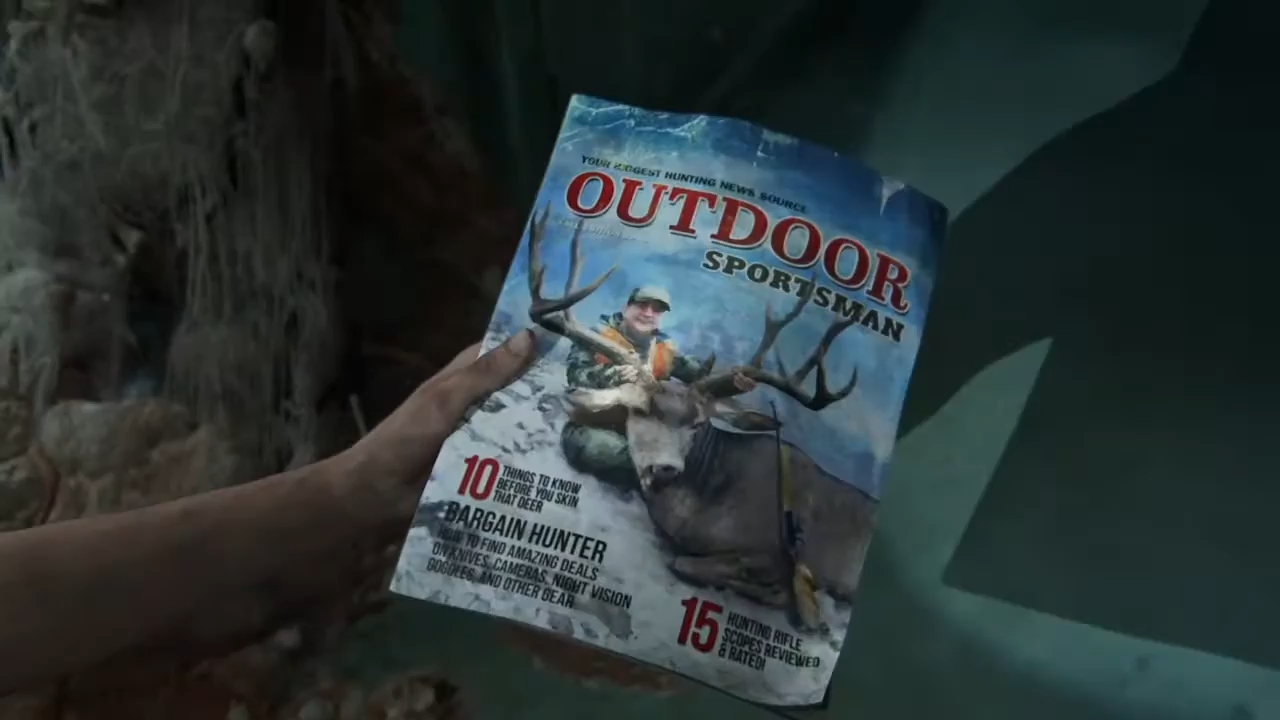 YOUR BIGGEST HUNTING NEWS SOURCE
OUTDOOR
SPORTSMAN
10 THINGS TO KNOW
BEFORE YOU SKIN
THAT DEER
BARGAIN HUNTER
HOW TO FIND AMAZING DEALS
ON KNIVES, CAMERAS, NIGHT VISION
GOGGLES, AND OTHER GEAR
15 HUNTING RIFLE
SCOPES REVIEWED
& RATED!